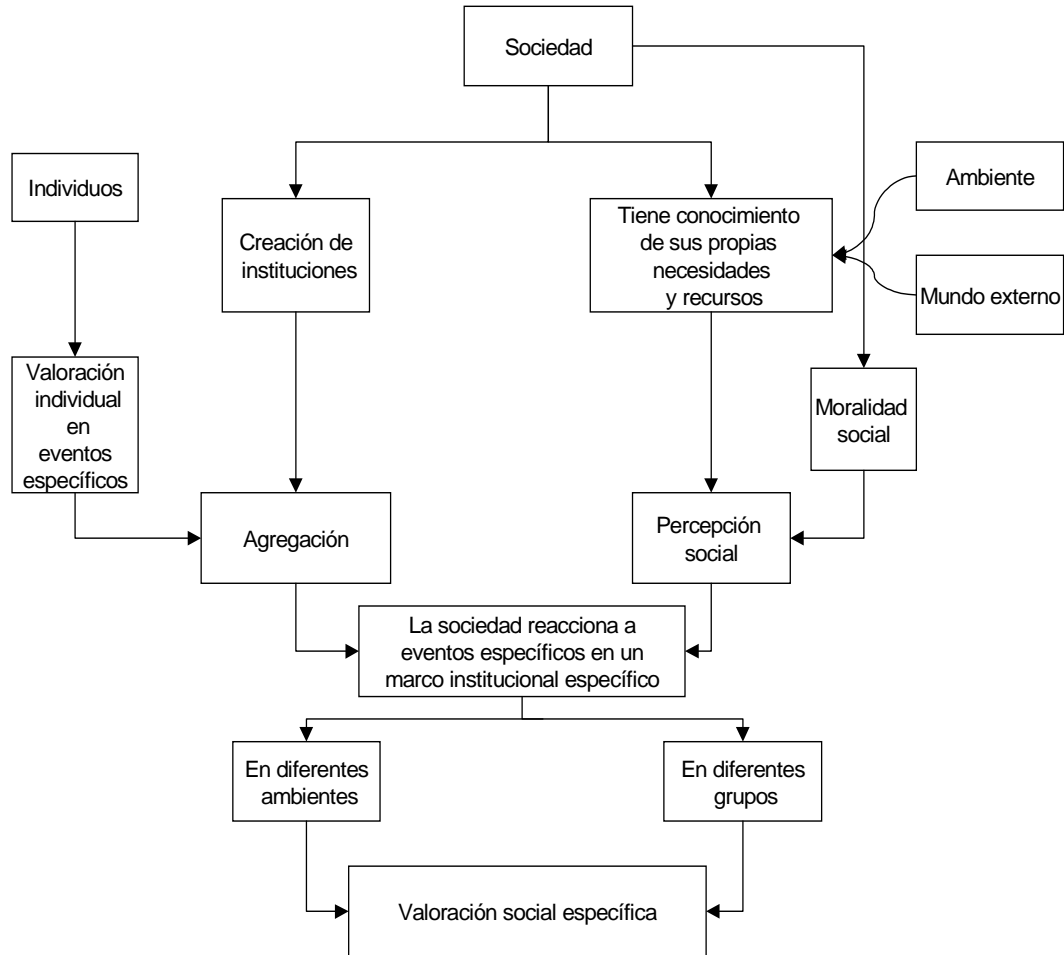 Sociedad
Individuos
Ambiente
Creación de
instituciones
Tiene conocimiento
de sus propias
necesidades
y recursos
Mundo externo
Valoración
individual
en
eventos
específicos
Moralidad
social
Agregación
Percepción
social
La sociedad reacciona a
eventos específicos en un
marco institucional específico
En diferentes
ambientes
En diferentes
grupos
Valoración social específica